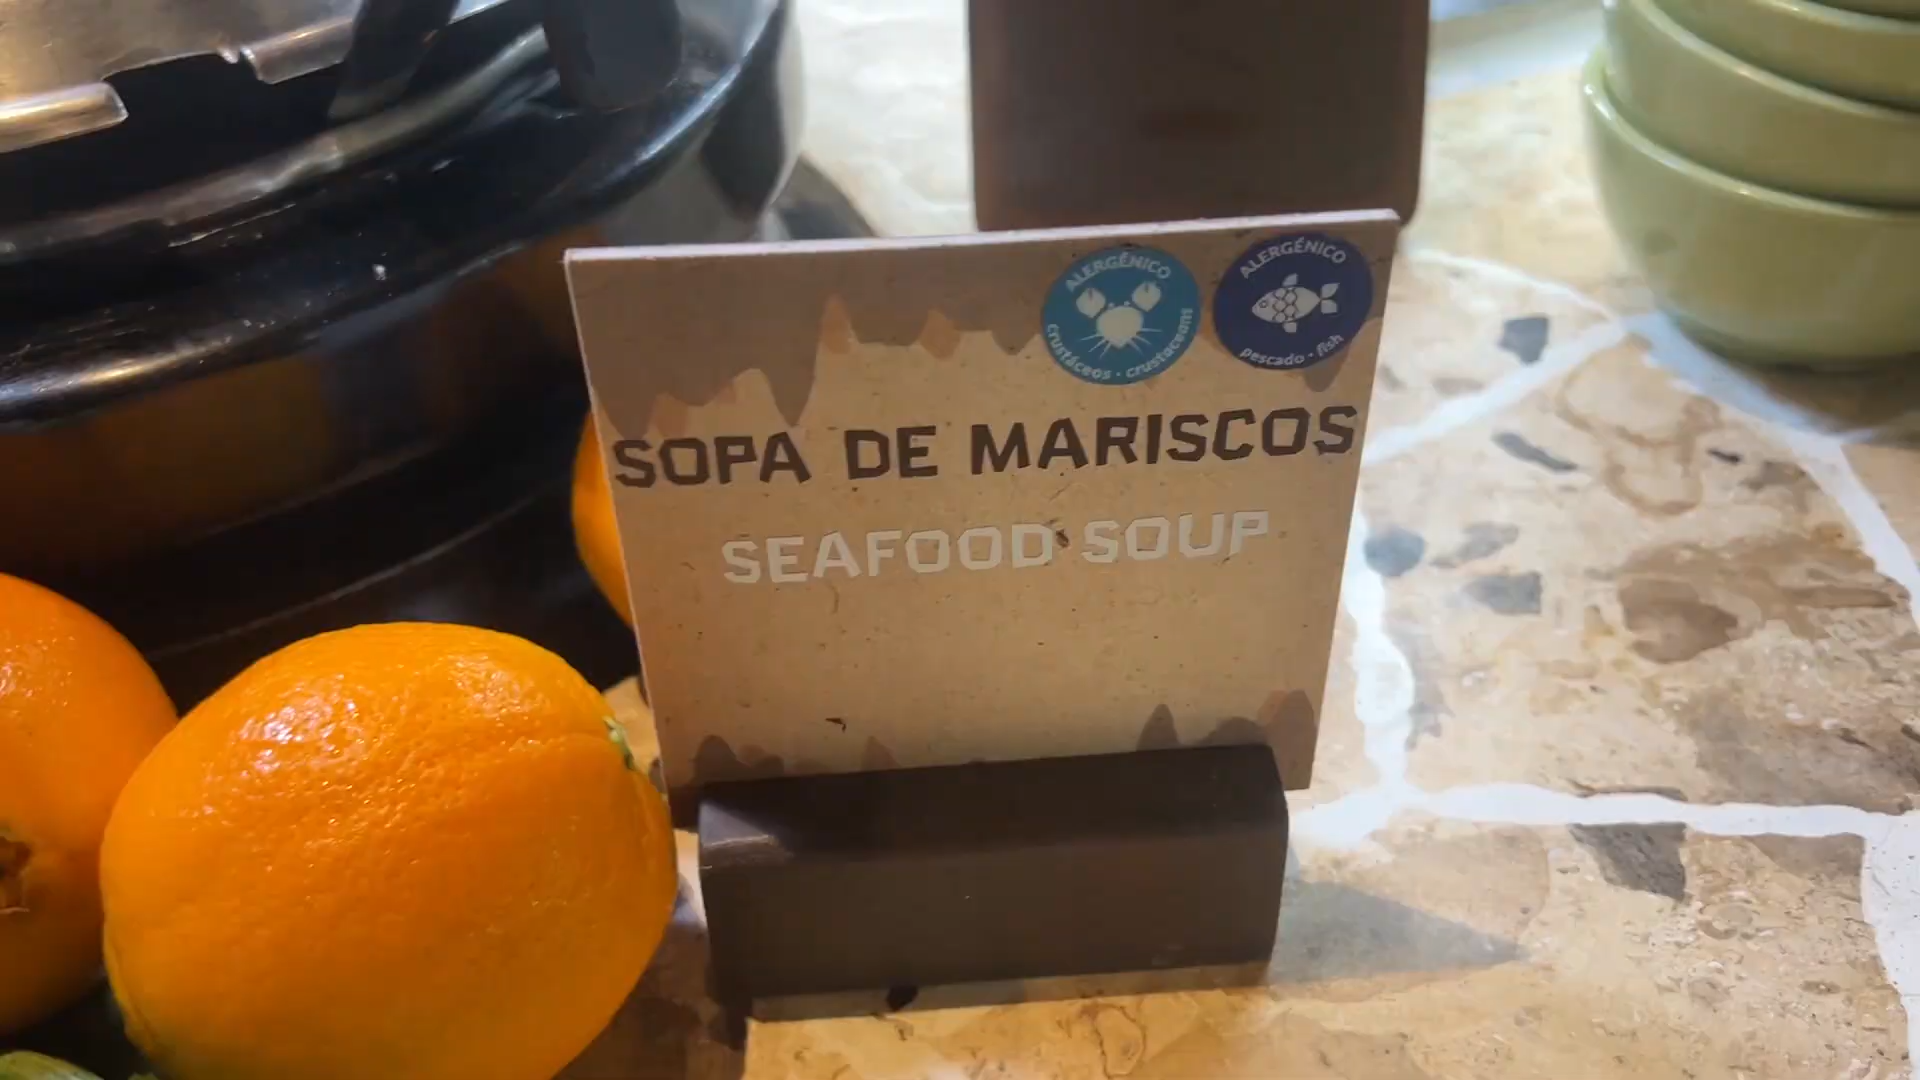 ALERGÉNICO
crustáceos · crustaceans
ALERGÉNICO
pescado · fish
SOPA DE MARISCOS
SEAFOOD SOUP